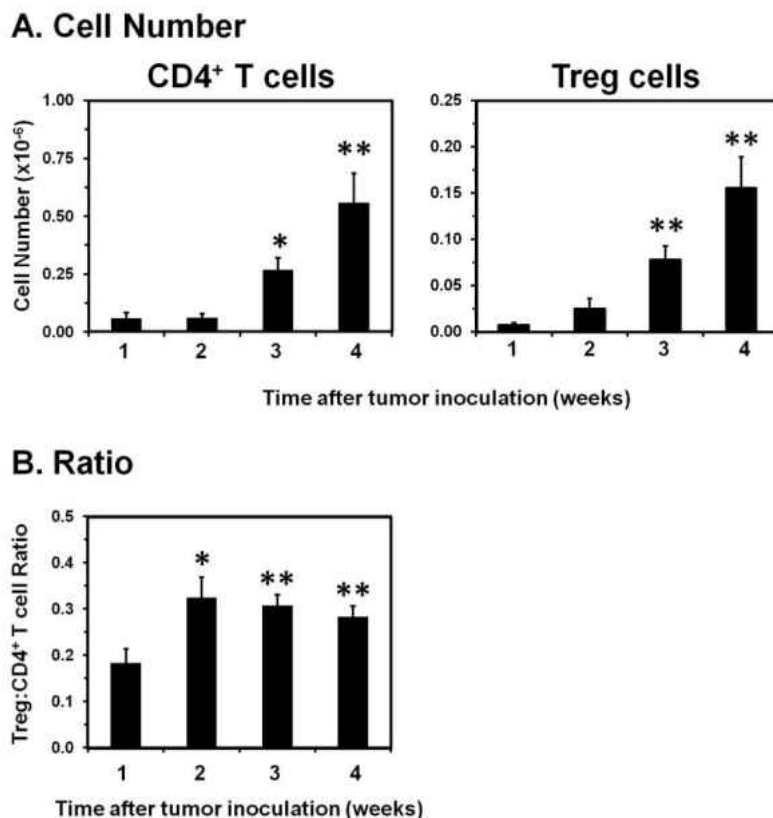 A. Cell Number
CD4⁺ T cells
Treg cells
Cell Number (x10⁻⁶)
1.00
0.75
0.50
0.25
0.00
*
**
1 2 3 4
0.25
0.20
0.15
0.10
0.05
0.00
**
**
1 2 3 4
Time after tumor inoculation (weeks)
B. Ratio
Treg:CD4⁺ T cell Ratio
0.5
0.4
0.3
0.2
0.1
0.0
*
**
**
1 2 3 4
Time after tumor inoculation (weeks)